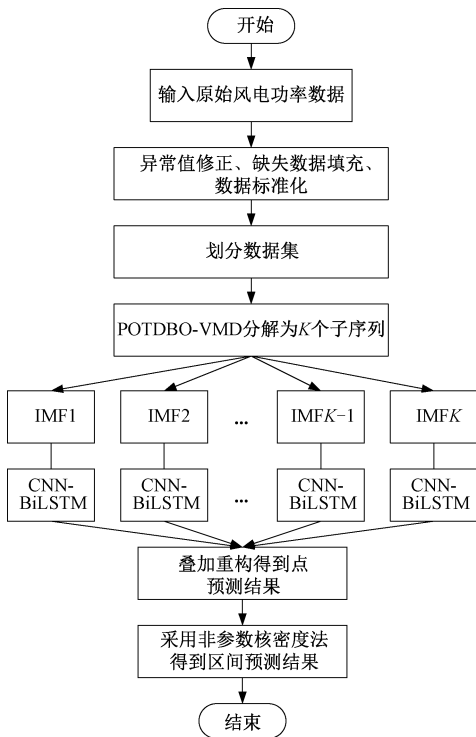 开始
输入原始风电功率数据
异常值修正、缺失数据填充、
数据标准化
划分数据集
POTDBO-VMD分解为K个子序列
IMF1
IMF2
...
IMFK−1
IMFK
CNN-
BiLSTM
CNN-
BiLSTM
...
CNN-
BiLSTM
CNN-
BiLSTM
叠加重构得到点
预测结果
采用非参数核密度法
得到区间预测结果
结束